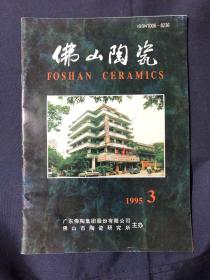 ISSN1006-8236
佛山陶瓷
FOSHAN CERAMICS
1995 3
广东佛陶集团股份有限公司
佛山市陶瓷研究所
主办